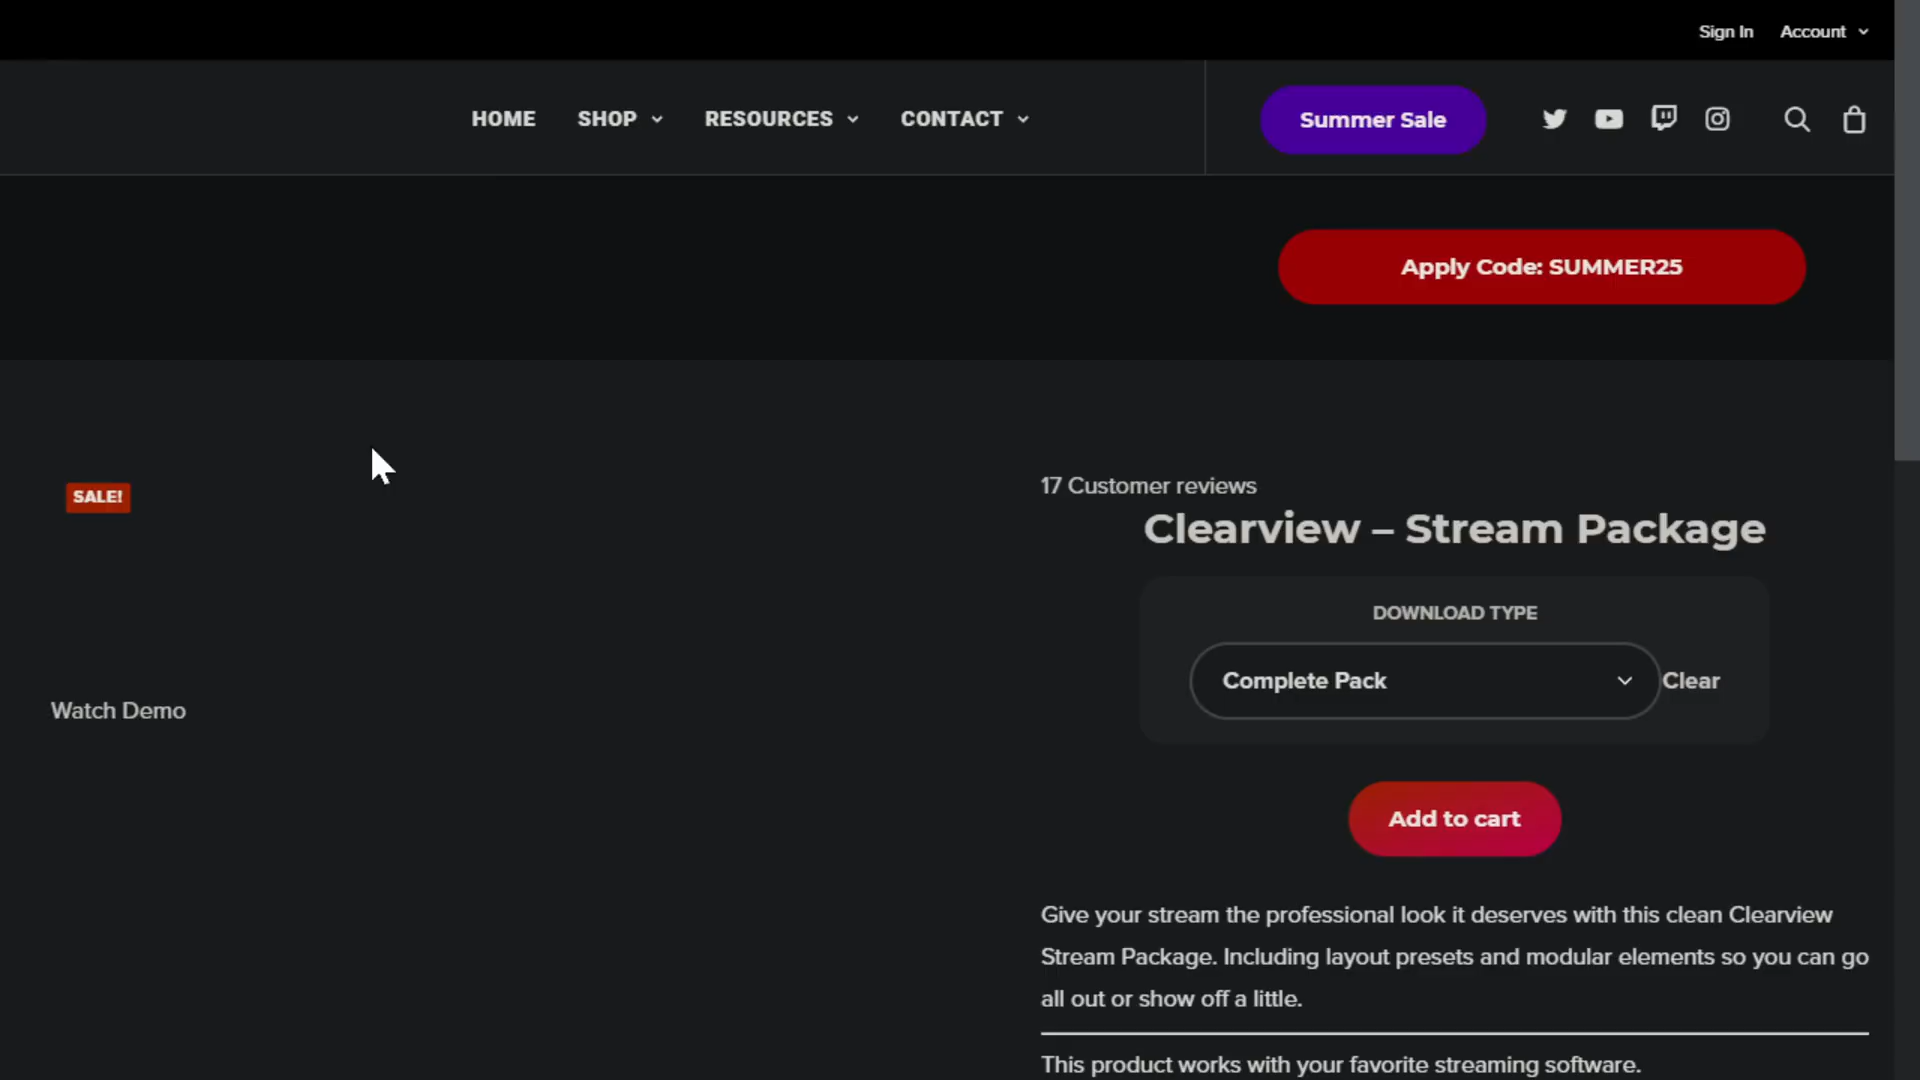 Sign In Account
HOME SHOP RESOURCES CONTACT Summer Sale
Apply Code: SUMMER25
SALE!
Watch Demo
17 Customer reviews
Clearview – Stream Package
DOWNLOAD TYPE
Complete Pack Clear
Add to cart
Give your stream the professional look it deserves with this clean Clearview
Stream Package. Including layout presets and modular elements so you can go
all out or show off a little.
This product works with your favorite streaming software.